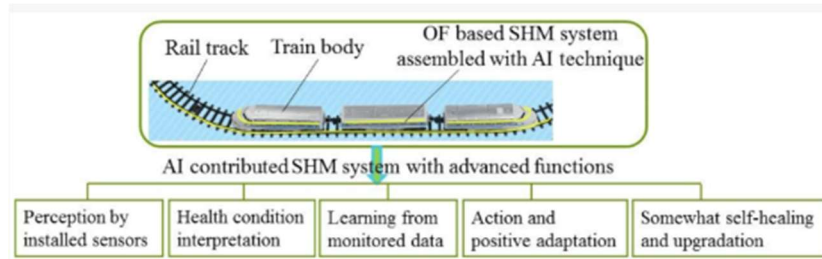 Rail track
Train body
OF based SHM system
assembled with AI technique
AI contributed SHM system with advanced functions
Perception by
installed sensors
Health condition
interpretation
Learning from
monitored data
Action and
positive adaptation
Somewhat self-healing
and upgradation